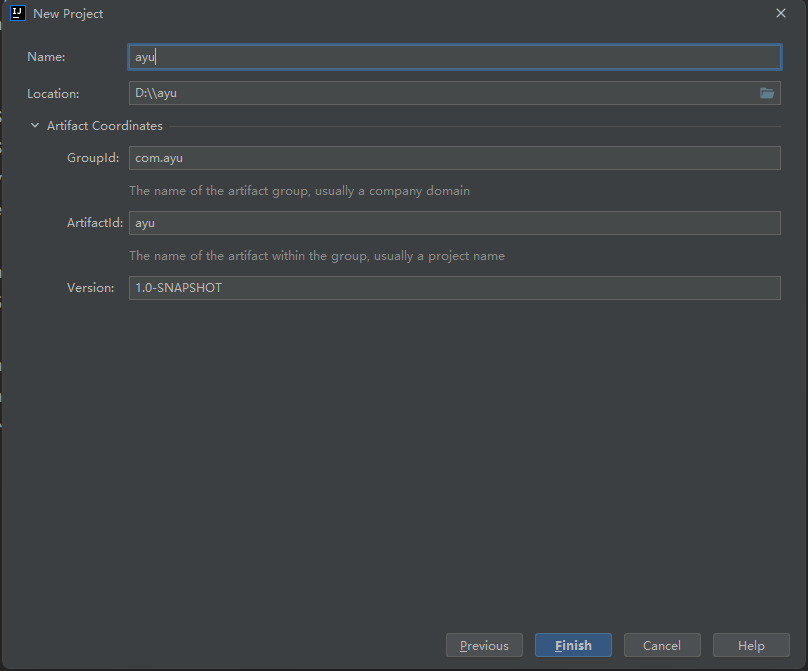 New Project
Name: ayu
Location: D:\\ayu
Artifact Coordinates
GroupId: com.ayu
The name of the artifact group, usually a company domain
ArtifactId: ayu
The name of the artifact within the group, usually a project name
Version: 1.0-SNAPSHOT
Previous Finish Cancel Help